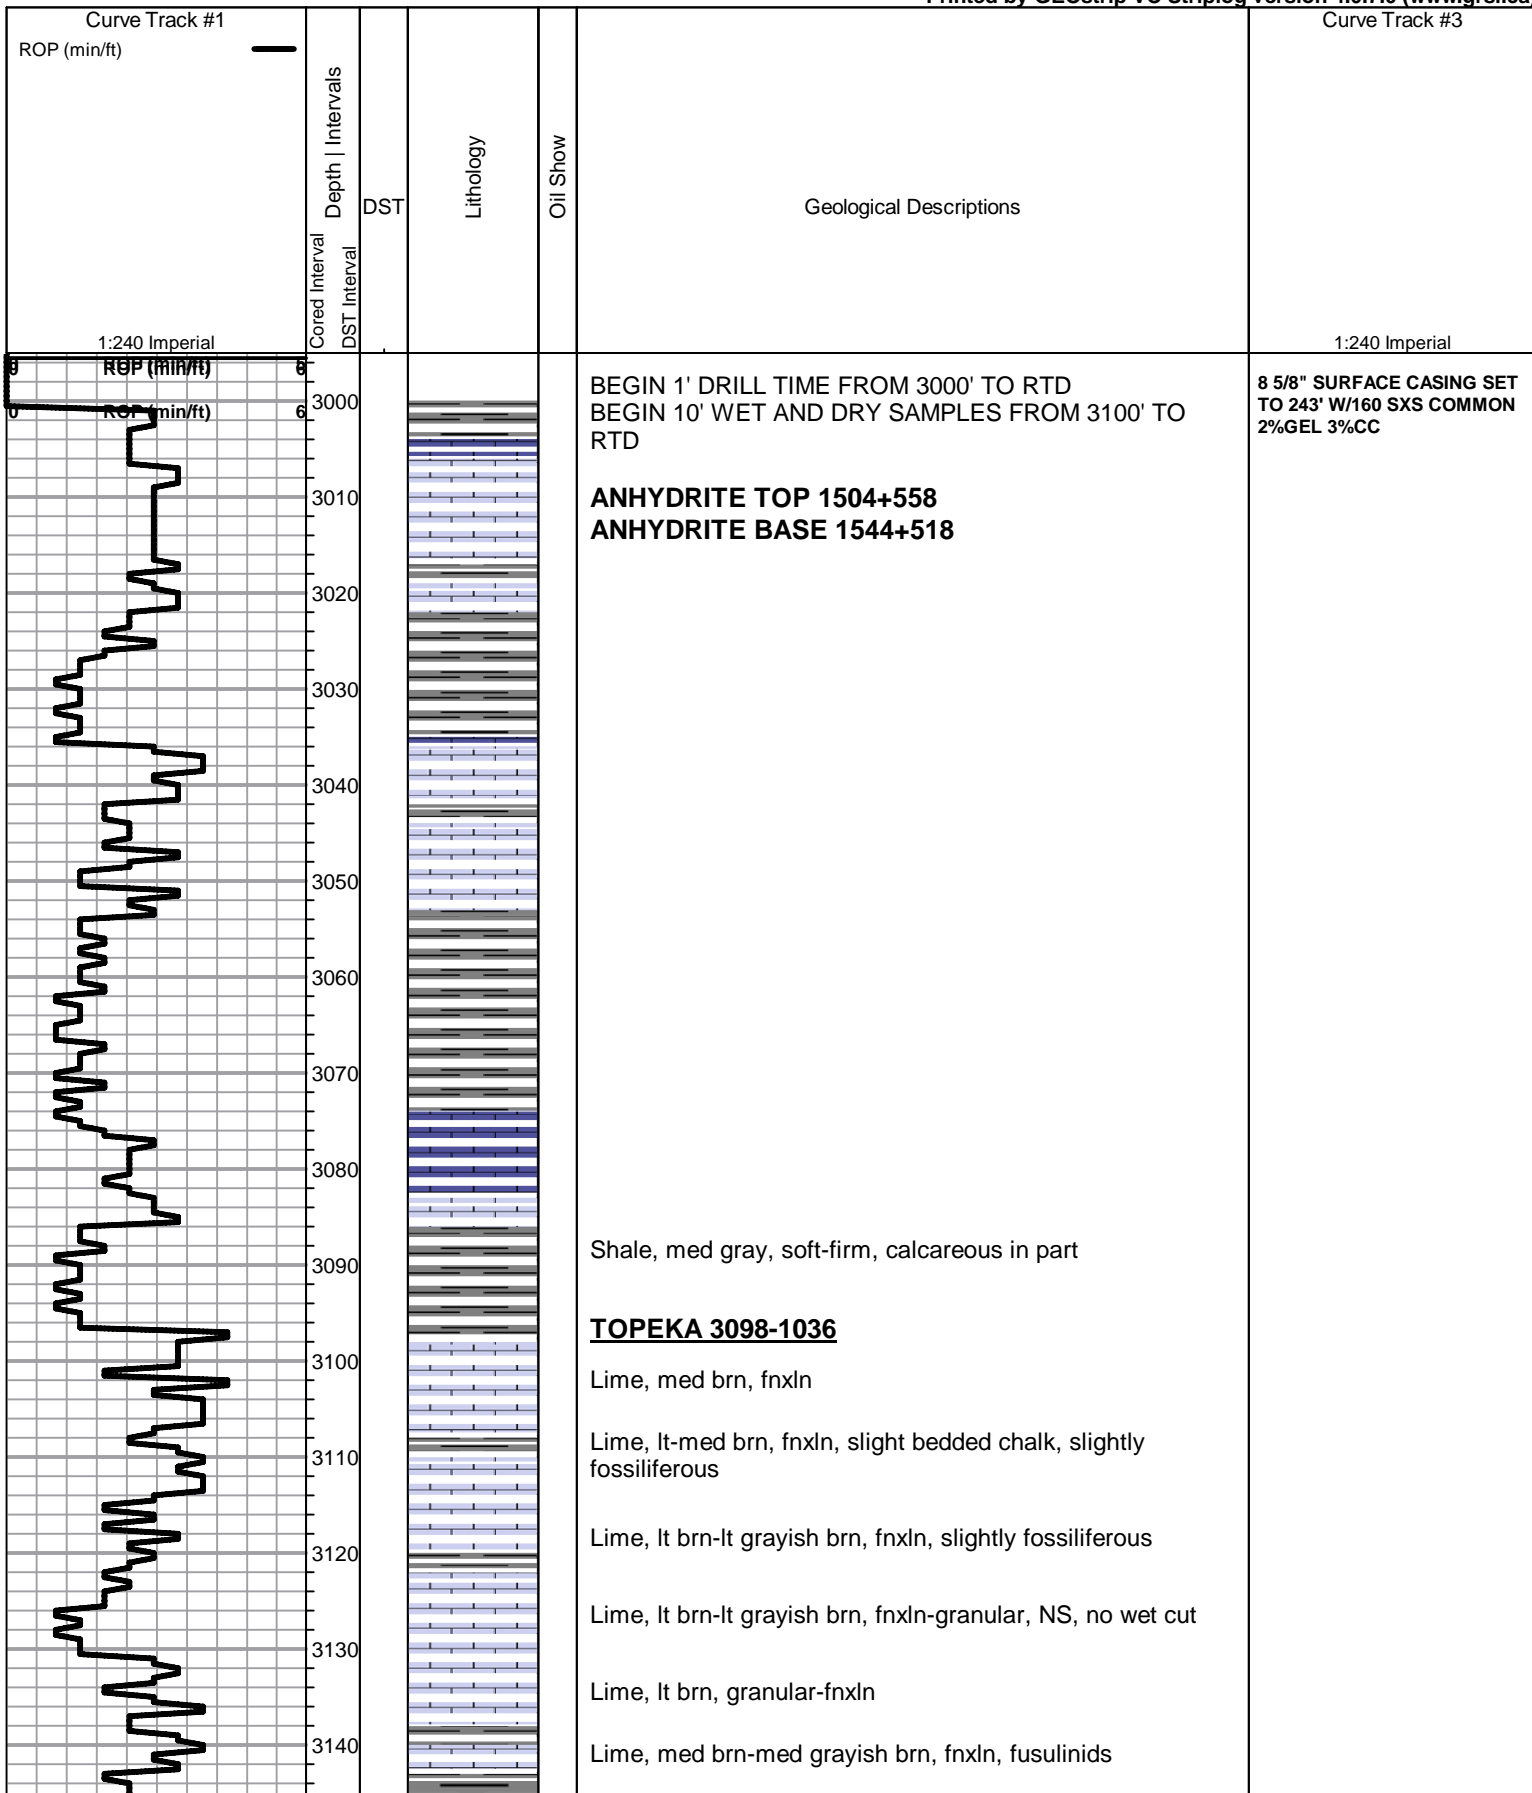 Curve Track #1
ROP (min/ft)
1:240 Imperial
Depth | Intervals
Cored Interval
DST Interval
DST
Lithology
Oil Show
Geological Descriptions
Curve Track #3
1:240 Imperial
ROP (min/ft)
0 ROP (min/ft) 6
3000
3010
3020
3030
3040
3050
3060
3070
3080
3090
3100
3110
3120
3130
3140
BEGIN 1' DRILL TIME FROM 3000' TO RTD
BEGIN 10' WET AND DRY SAMPLES FROM 3100' TO
RTD
ANHYDRITE TOP 1504+558
ANHYDRITE BASE 1544+518
Shale, med gray, soft-firm, calcareous in part
TOPEKA 3098-1036
Lime, med brn, fnxln
Lime, lt-med brn, fnxln, slight bedded chalk, slightly
fossiliferous
Lime, lt brn-lt grayish brn, fnxln, slightly fossiliferous
Lime, lt brn-lt grayish brn, fnxln-granular, NS, no wet cut
Lime, lt brn, granular-fnxln
Lime, med brn-med grayish brn, fnxln, fusulinids
8 5/8" SURFACE CASING SET
TO 243' W/160 SXS COMMON
2%GEL 3%CC